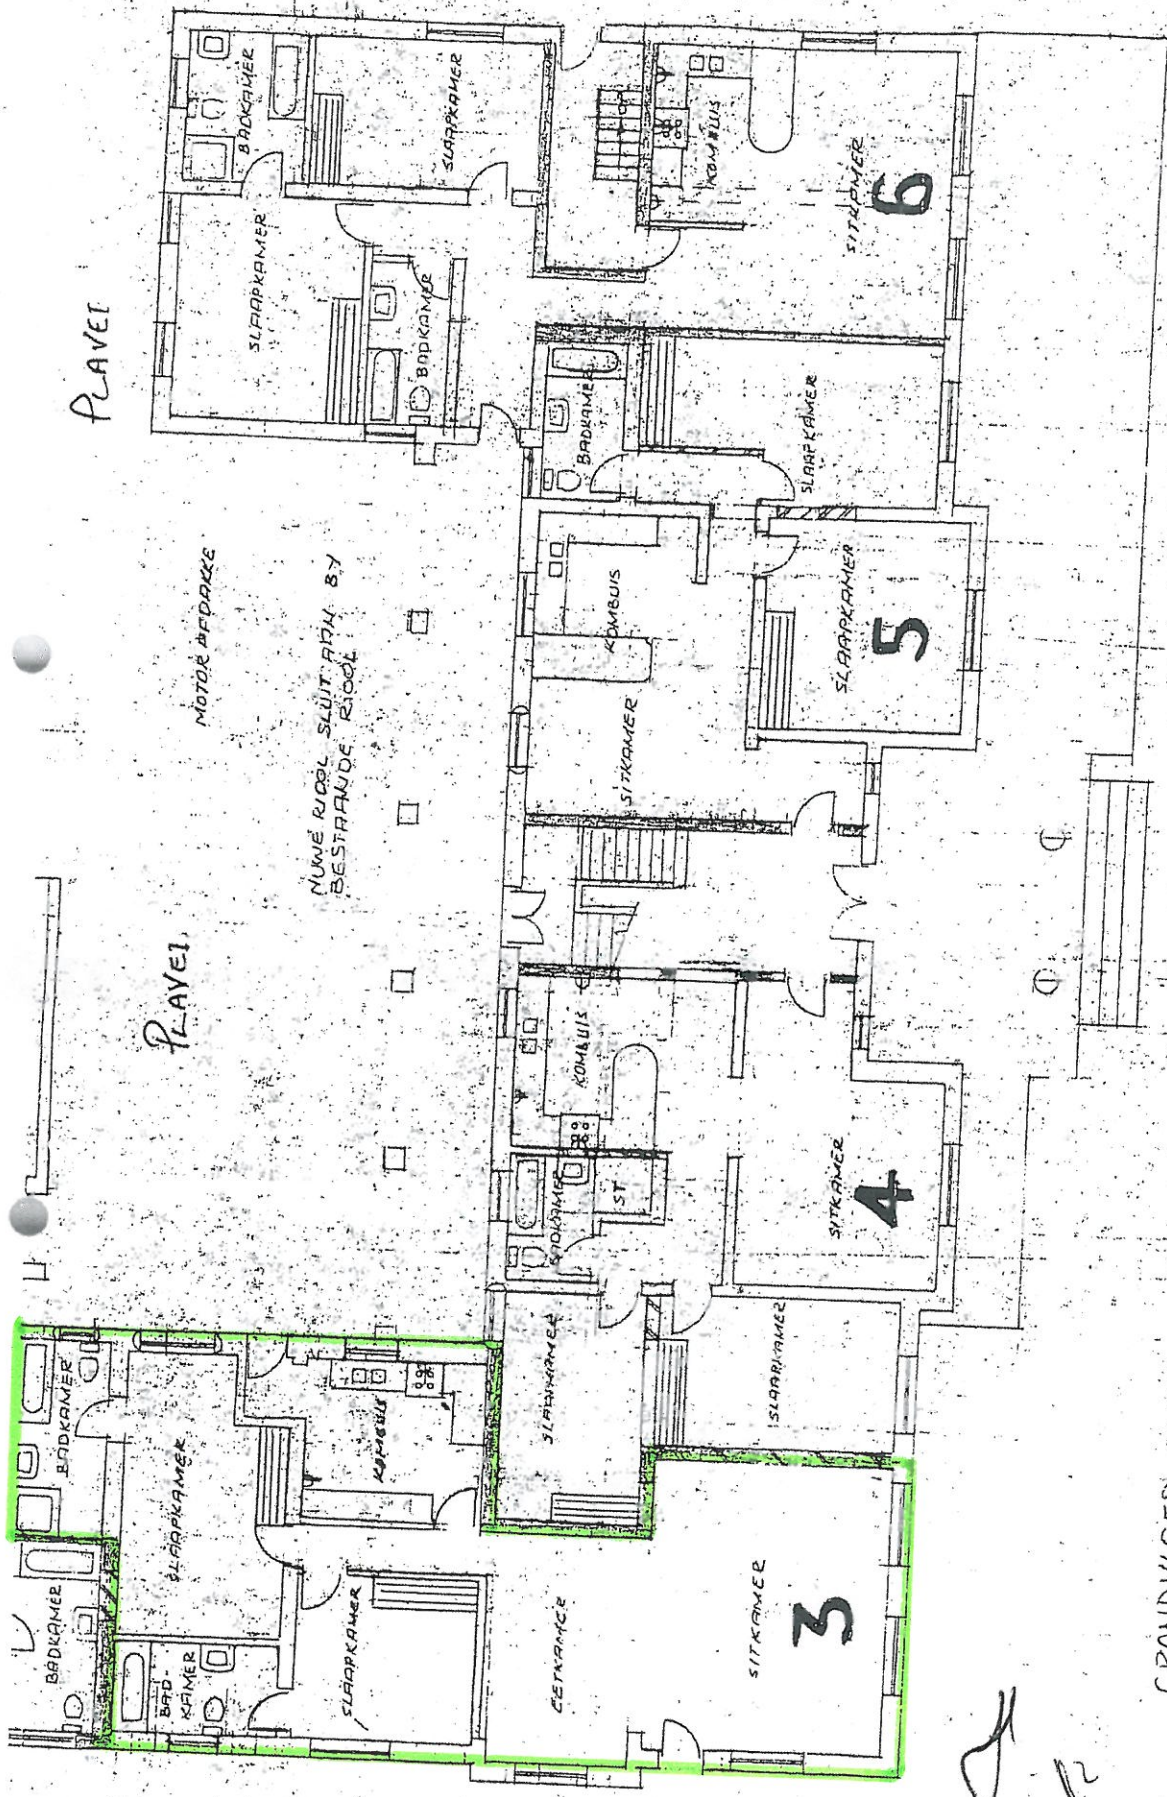 PLAVEI
BADKAMER
SLAAPKAMER
SLAAPKAMER
BADKAMER
KOMBUIS
SITKAMER
6
MOTOR AFDAKKE
NUWE RIOOL SLUIT AAN BY
BESTAANDE RIOOL
BADKAMER
SLAAPKAMER
KOMBUIS
SITKAMER
SLAAPKAMER
5
PLAVEI
KOMBUIS
BADKAMER
ST
SITKAMER
4
SLAAPKAMER
SLAAPKAMER
BADKAMER
SLAAPKAMER
KOMBUIS
BADKAMER
BAD-
KAMER
SLAAPKAMER
EETKAMER
SITKAMER
3